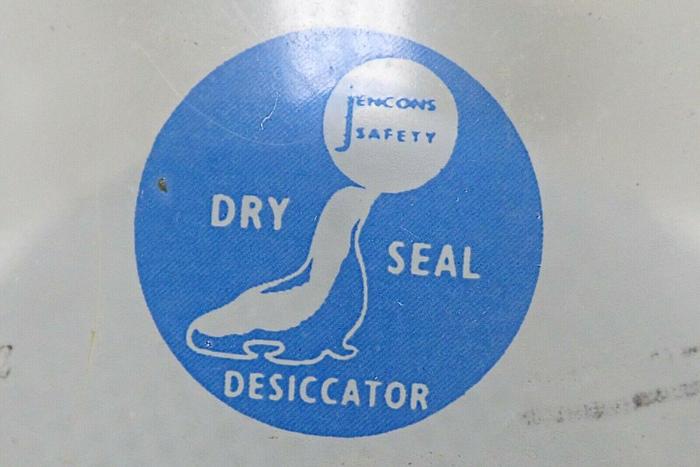 JENCONS
SAFETY
DRY
SEAL
DESICCATOR